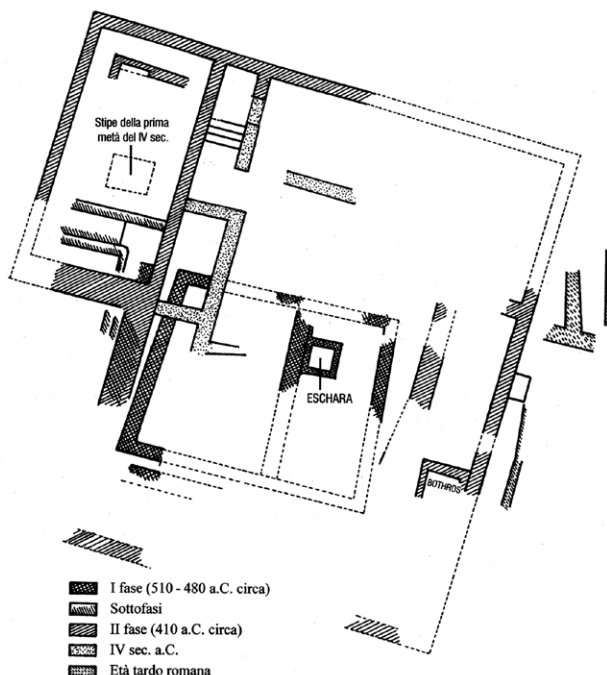 Stipe della prima
metà del IV sec.
ESCHARA
BOTHROS
I fase (510 - 480 a.C. circa)
Sottofasi
II fase (410 a.C. circa)
IV sec. a.C.
Età tardo romana